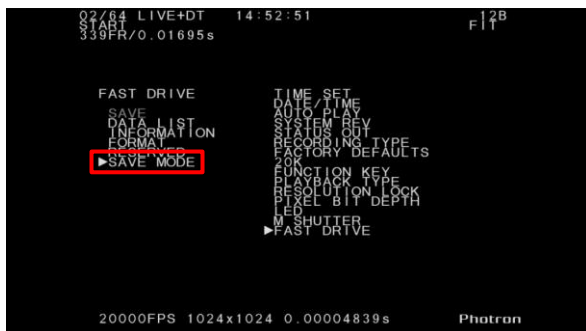 02/64 LIVE+DT 14:52:51 12B
START FIT
339FR/0.01695s
FAST DRIVE
SAVE
DATA LIST
INFORMATION
FORMAT
RESERVED
▶SAVE MODE
TIME SET
DATE/TIME
AUTO PLAY
SYSTEM REV
STATUS OUT
RECORDING TYPE
FACTORY DEFAULTS
20K
FUNCTION KEY
PLAYBACK TYPE
RESOLUTION LOCK
PIXEL BIT DEPTH
LED
M SHUTTER
▶FAST DRIVE
20000FPS 1024x1024 0.00004839s Photron